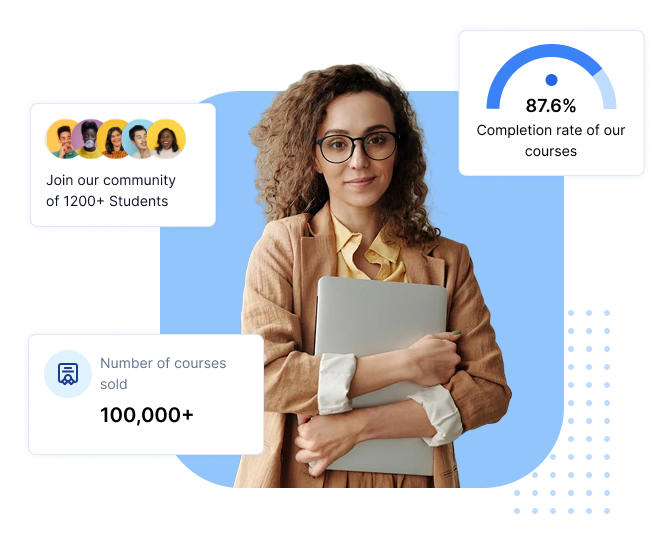 87.6%
Completion rate of our
courses
Join our community
of 1200+ Students
Number of courses
sold
100,000+